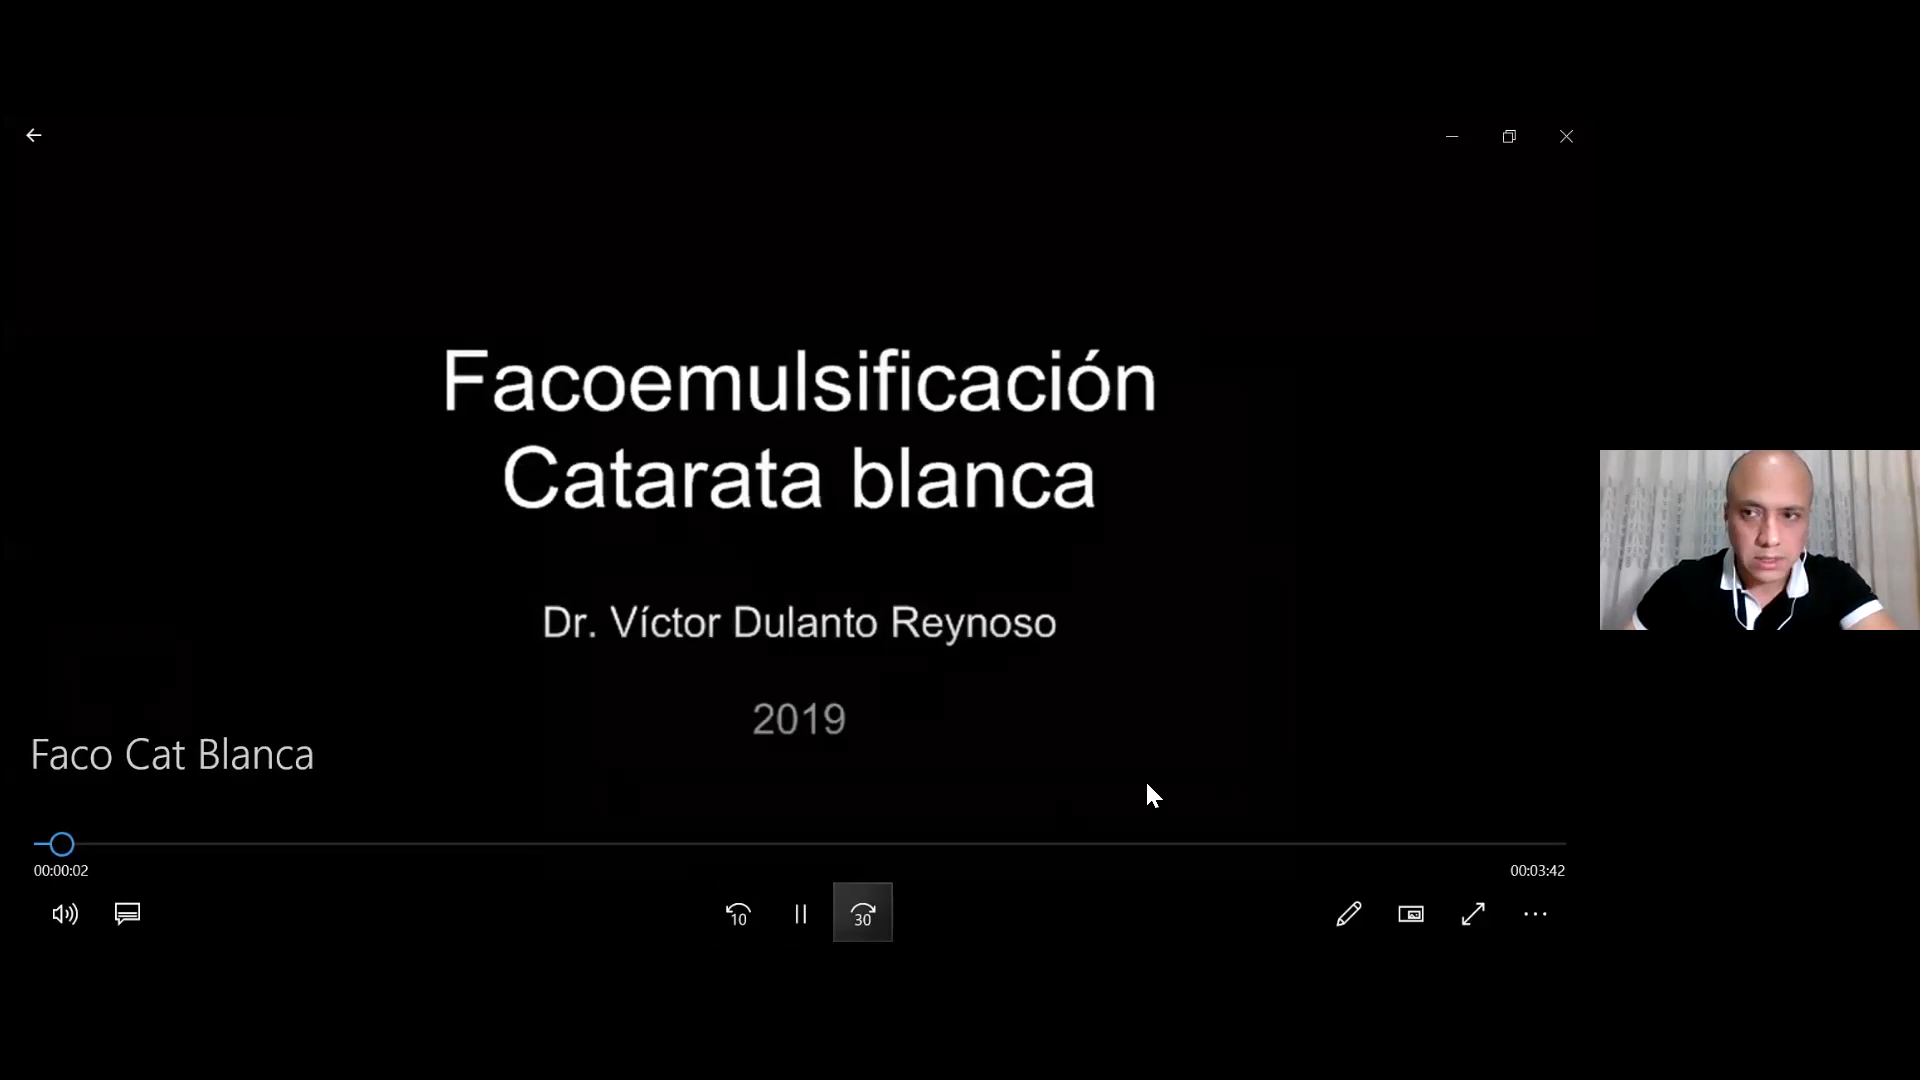 Facoemulsificación
Catarata blanca
Dr. Víctor Dulanto Reynoso
2019
Faco Cat Blanca
00:00:02
00:03:42
10
30